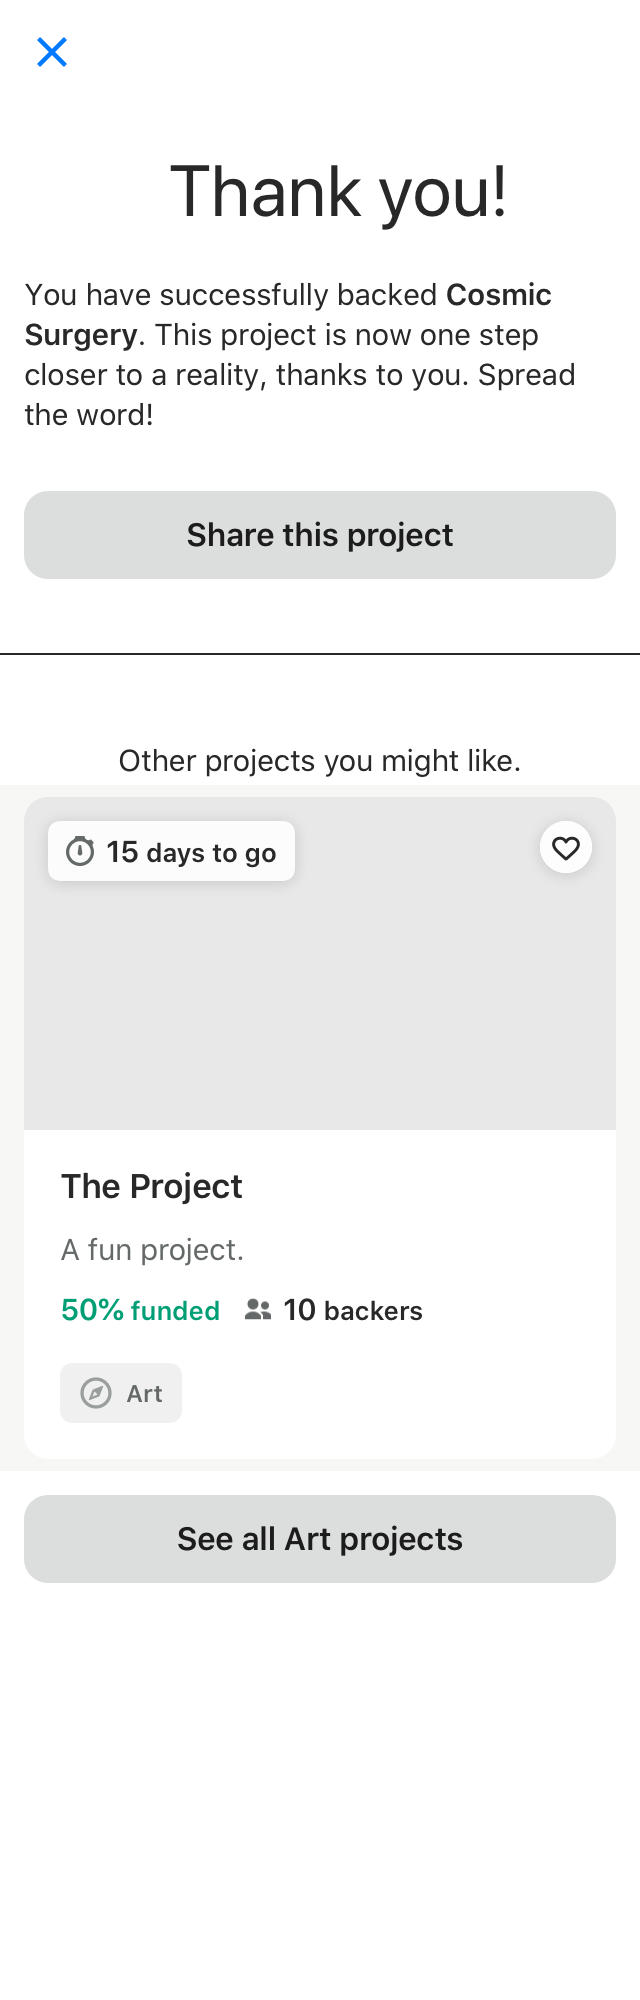 Thank you!
You have successfully backed Cosmic
Surgery. This project is now one step
closer to a reality, thanks to you. Spread
the word!
Share this project
Other projects you might like.
15 days to go
The Project
A fun project.
50% funded 10 backers
Art
See all Art projects